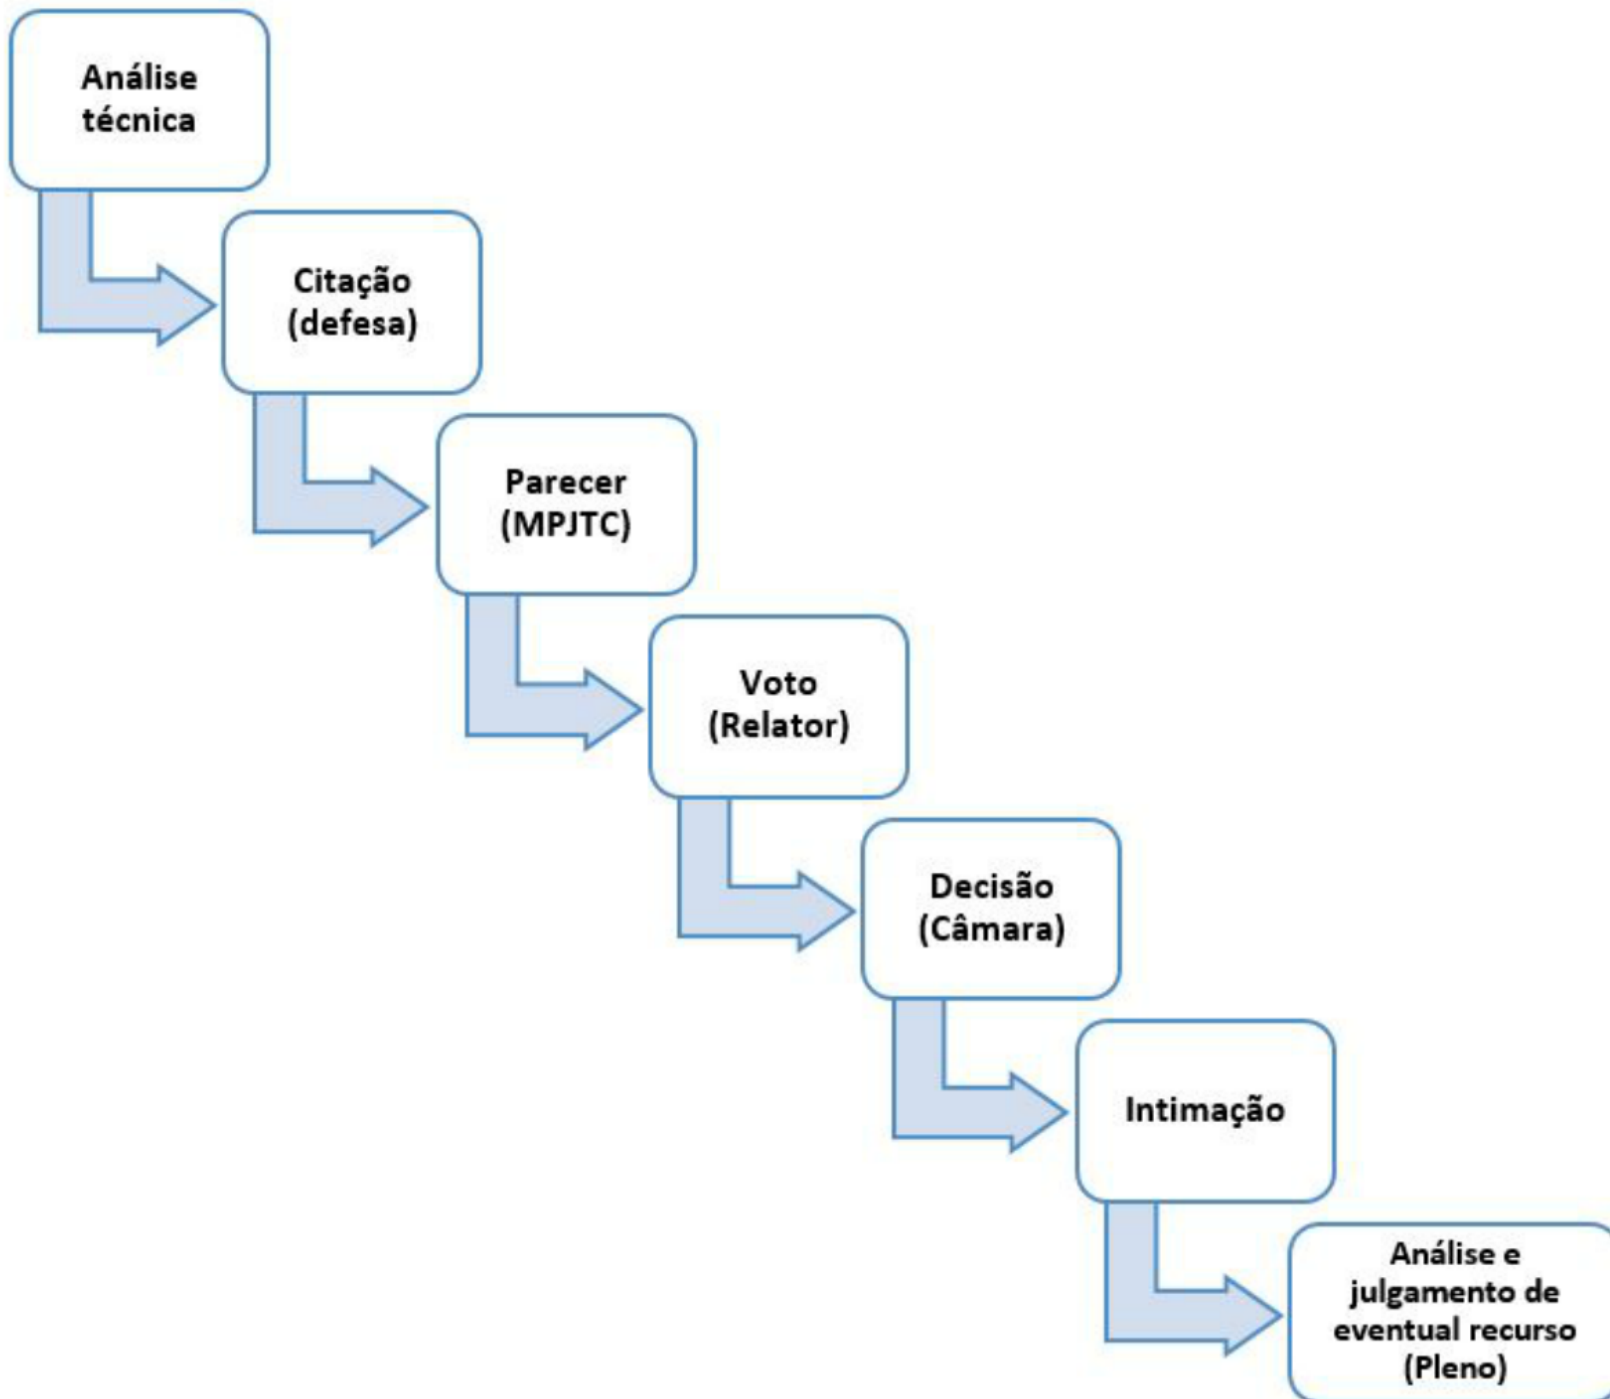 Análise
técnica
Citação
(defesa)
Parecer
(MPJTC)
Voto
(Relator)
Decisão
(Câmara)
Intimação
Análise e
julgamento de
eventual recurso
(Pleno)